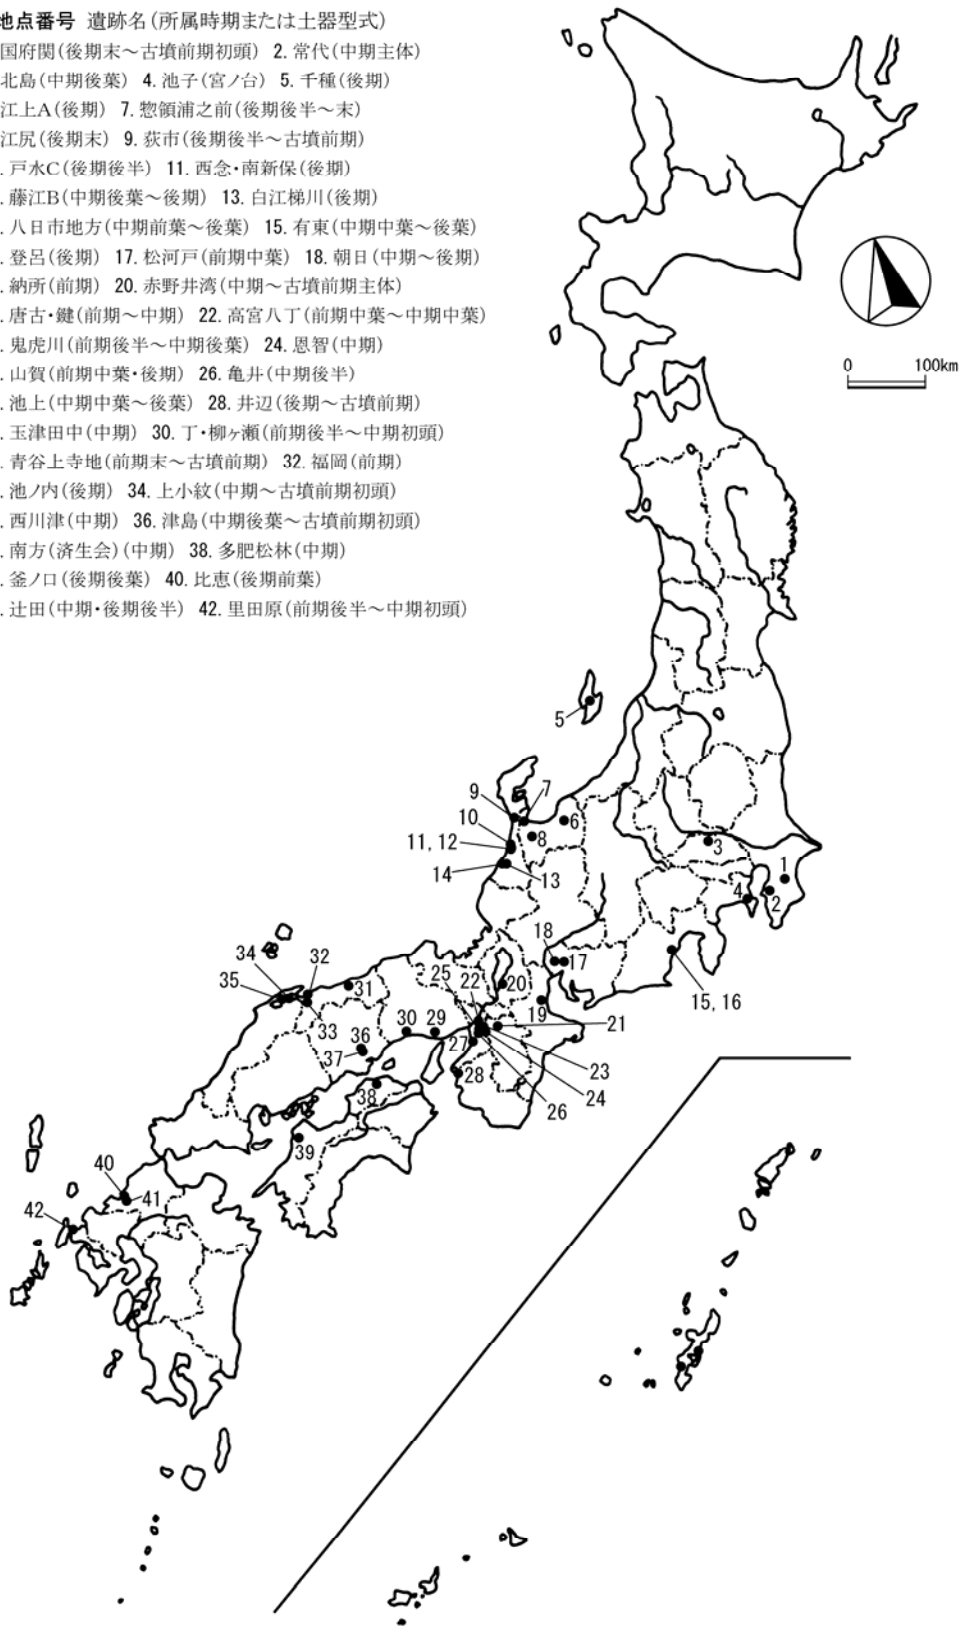 地点番号 遺跡名(所属時期または土器型式)
国府関(後期末～古墳前期初頭) 2. 常代(中期主体)
北島(中期後葉) 4. 池子(宮ノ台) 5. 千種(後期)
江上A(後期) 7. 惣領浦之前(後期後半～末)
江尻(後期末) 9. 荻市(後期後半～古墳前期)
. 戸水C(後期後半) 11. 西念・南新保(後期)
. 藤江B(中期後葉～後期) 13. 白江梯川(後期)
. 八日市地方(中期前葉～後葉) 15. 有東(中期中葉～後葉)
. 登呂(後期) 17. 松河戸(前期中葉) 18. 朝日(中期～後期)
. 納所(前期) 20. 赤野井湾(中期～古墳前期主体)
. 唐古・鍵(前期～中期) 22. 高宮八丁(前期中葉～中期中葉)
. 鬼虎川(前期後半～中期後葉) 24. 恩智(中期)
. 山賀(前期中葉・後期) 26. 亀井(中期後半)
. 池上(中期中葉～後葉) 28. 井辺(後期～古墳前期)
. 玉津田中(中期) 30. 丁・柳ヶ瀬(前期後半～中期初頭)
. 青谷上寺地(前期末～古墳前期) 32. 福岡(前期)
. 池ノ内(後期) 34. 上小紋(中期～古墳前期初頭)
. 西川津(中期) 36. 津島(中期後葉～古墳前期初頭)
. 南方(済生会)(中期) 38. 多肥松林(中期)
. 釜ノ口(後期後葉) 40. 比恵(後期前葉)
. 辻田(中期・後期後半) 42. 里田原(前期後半～中期初頭)
0 100km
5
9
7
10
6
8
11, 12
14
13
3
1
4
2
18
17
15, 16
34
32
35
31
33
25
22
20
19
21
30
29
36
37
27
23
28
24
26
38
39
40
41
42